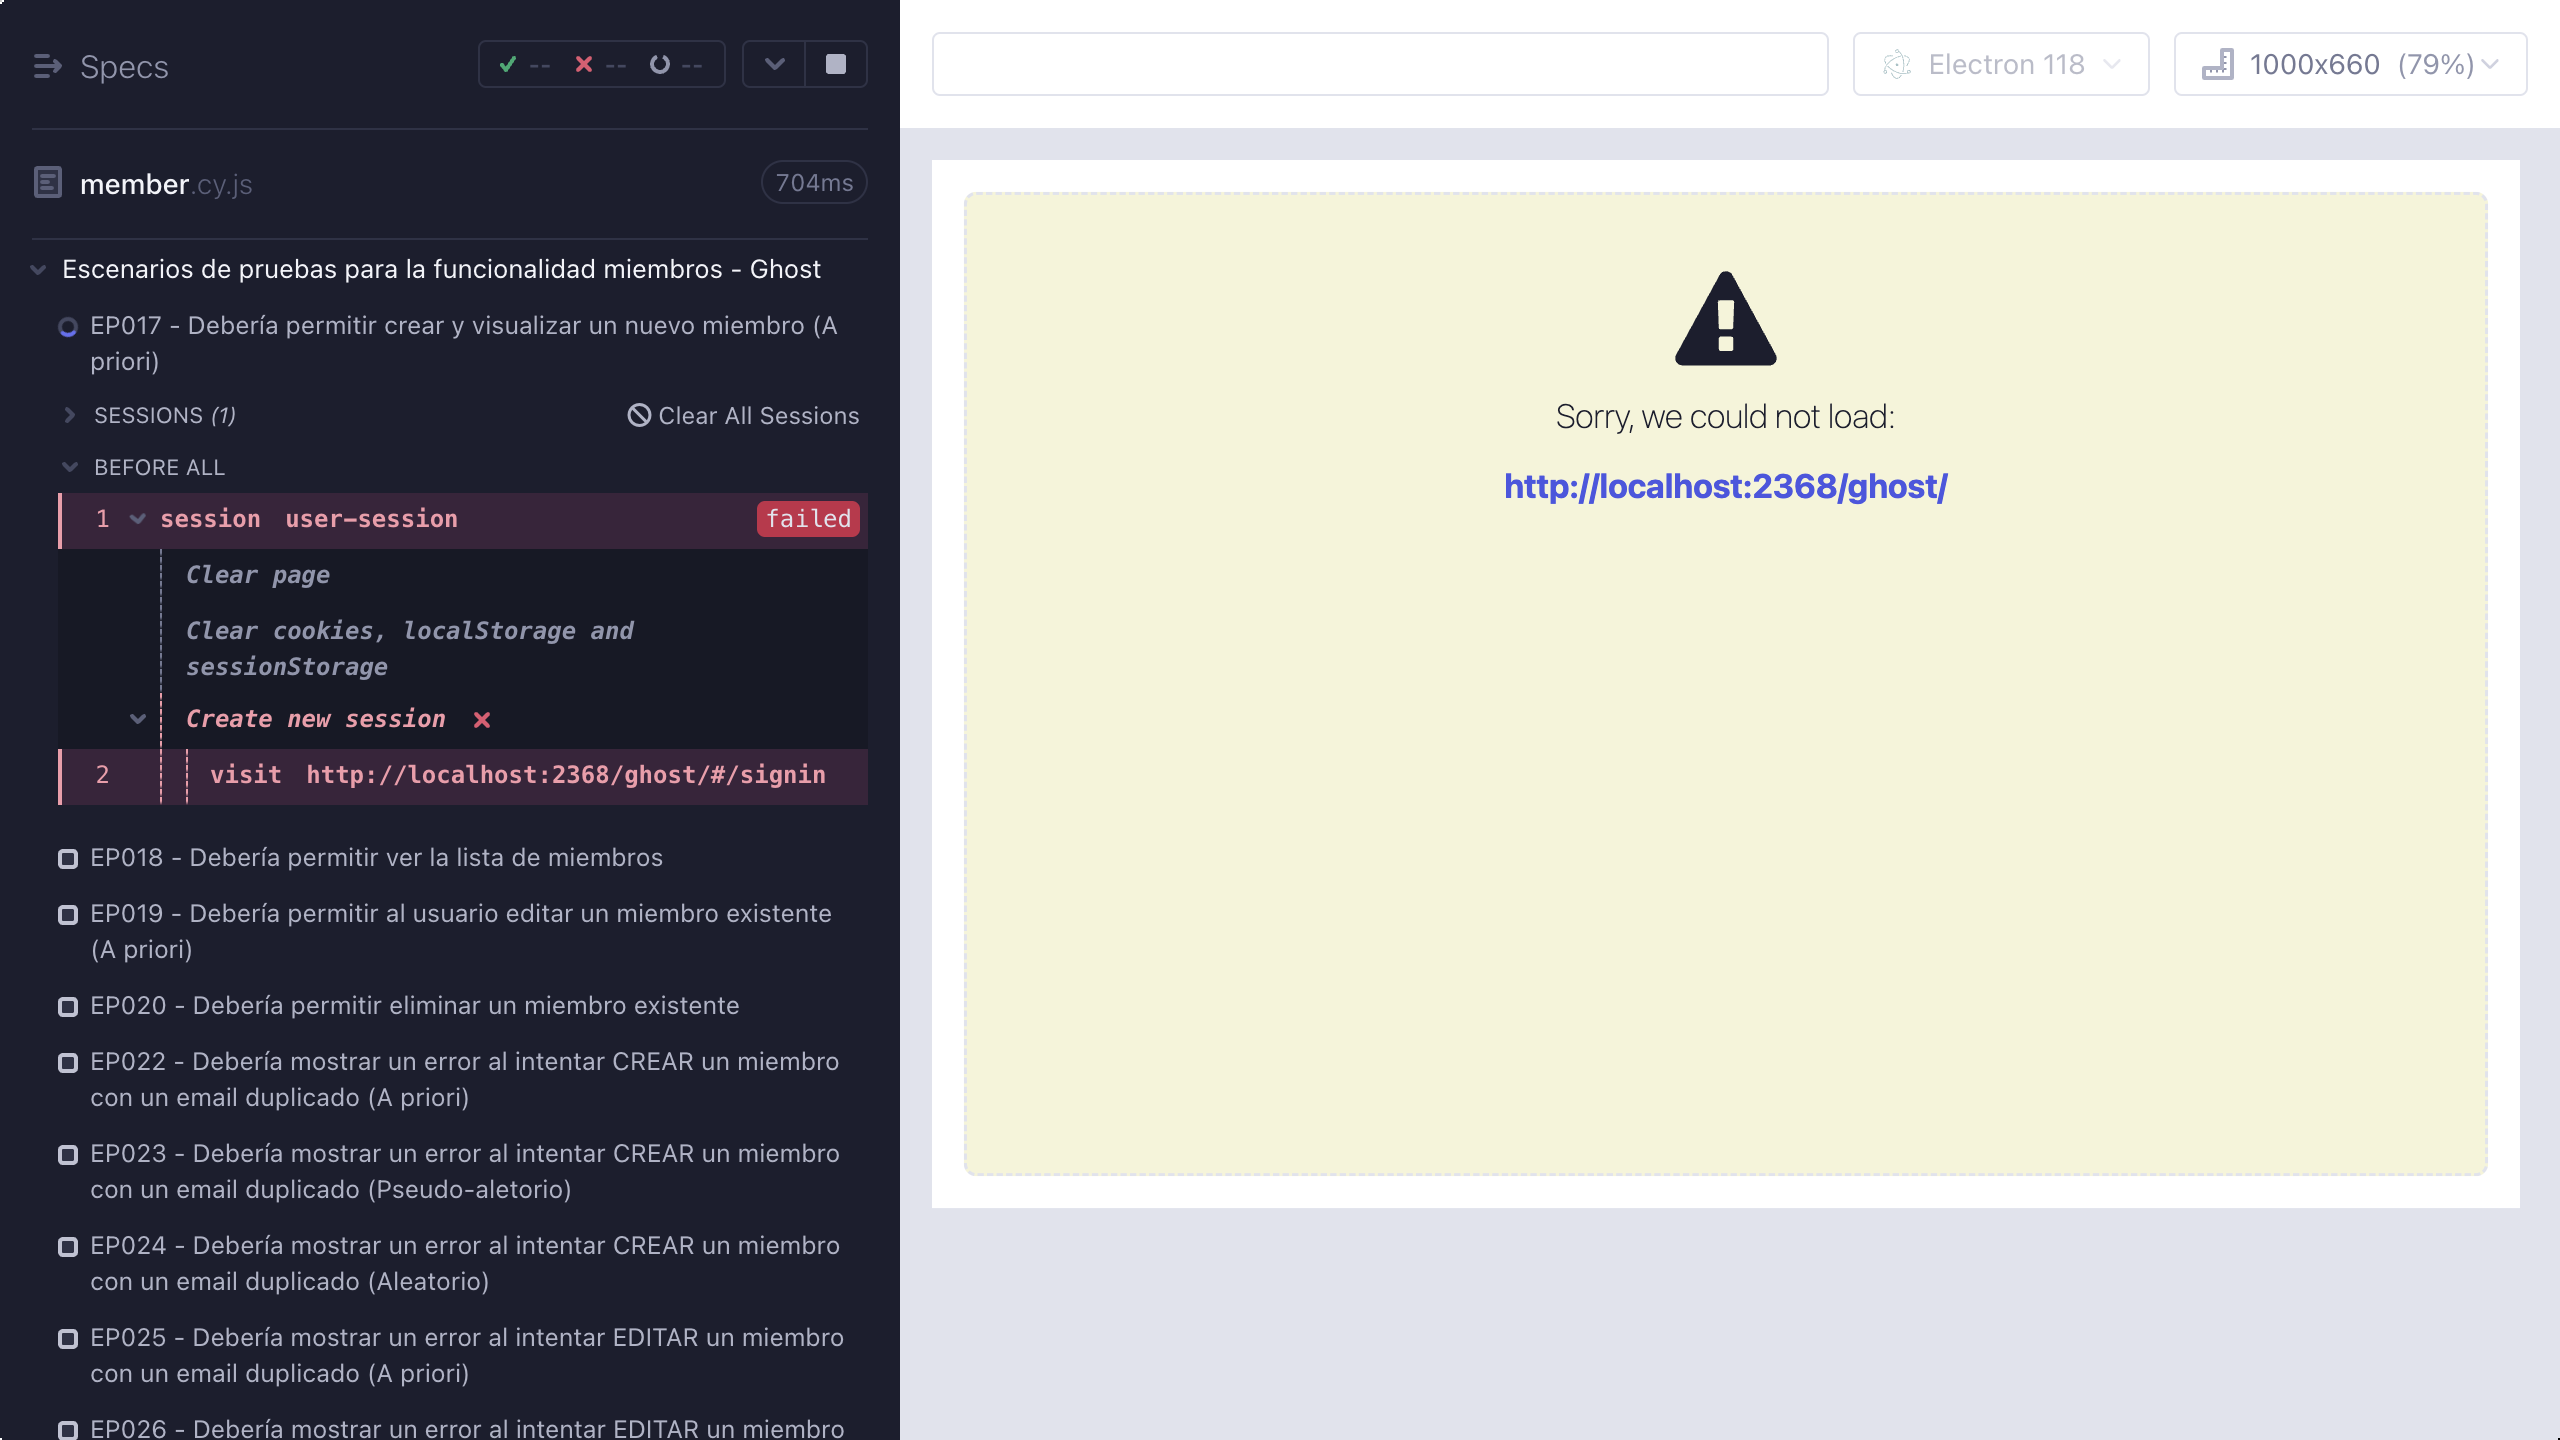 Specs
-- -- --
member.cy.js
704ms
Escenarios de pruebas para la funcionalidad miembros - Ghost
EP017 - Debería permitir crear y visualizar un nuevo miembro (A
priori)
SESSIONS (1)
Clear All Sessions
BEFORE ALL
1 session user-session failed
Clear page
Clear cookies, localStorage and
sessionStorage
Create new session
2 visit http://localhost:2368/ghost/#/signin
EP018 - Debería permitir ver la lista de miembros
EP019 - Debería permitir al usuario editar un miembro existente
(A priori)
EP020 - Debería permitir eliminar un miembro existente
EP022 - Debería mostrar un error al intentar CREAR un miembro
con un email duplicado (A priori)
EP023 - Debería mostrar un error al intentar CREAR un miembro
con un email duplicado (Pseudo-aletorio)
EP024 - Debería mostrar un error al intentar CREAR un miembro
con un email duplicado (Aleatorio)
EP025 - Debería mostrar un error al intentar EDITAR un miembro
con un email duplicado (A priori)
EP026 - Debería mostrar un error al intentar EDITAR un miembro
Electron 118
1000x660 (79%)
Sorry, we could not load:
http://localhost:2368/ghost/